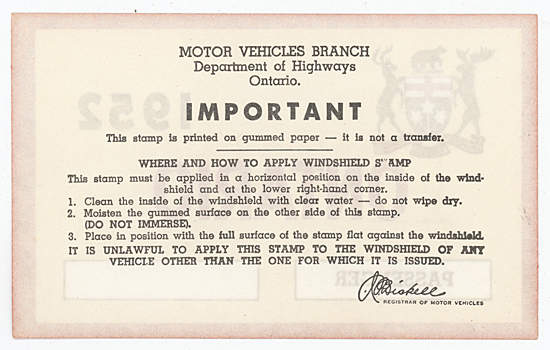 MOTOR VEHICLES BRANCH
Department of Highways
Ontario.
1952
IMPORTANT
This stamp is printed on gummed paper — it is not a transfer.
WHERE AND HOW TO APPLY WINDSHIELD S AMP
This stamp must be applied in a horizontal position on the inside of the wind-
shield and at the lower right-hand corner.
1. Clean the inside of the windshield with clear water — do not wipe dry.
2. Moisten the gummed surface on the other side of this stamp.
(DO NOT IMMERSE).
3. Place in position with the full surface of the stamp flat against the windshield.
IT IS UNLAWFUL TO APPLY THIS STAMP TO THE WINDSHIELD OF ANY
VEHICLE OTHER THAN THE ONE FOR WHICH IT IS ISSUED.
PASSENGER
J P Bickell
REGISTRAR OF MOTOR VEHICLES